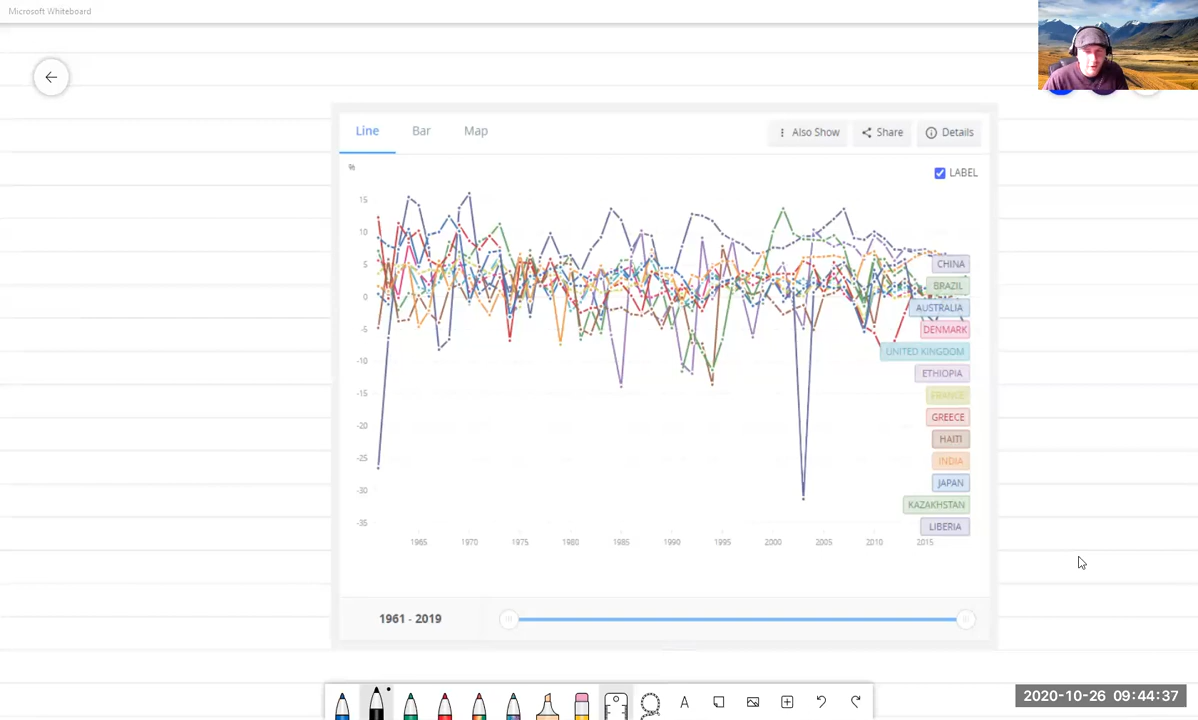 Microsoft Whiteboard
Line Bar Map
Also Show Share Details
%
LABEL
15
10
5
0
-5
-10
-15
-20
-25
-30
-35
CHINA
BRAZIL
AUSTRALIA
DENMARK
UNITED KINGDOM
ETHIOPIA
FRANCE
GREECE
HAITI
INDIA
JAPAN
KAZAKHSTAN
LIBERIA
1965 1970 1975 1980 1985 1990 1995 2000 2005 2010 2015
1961 - 2019
A
2020-10-26 09:44:37